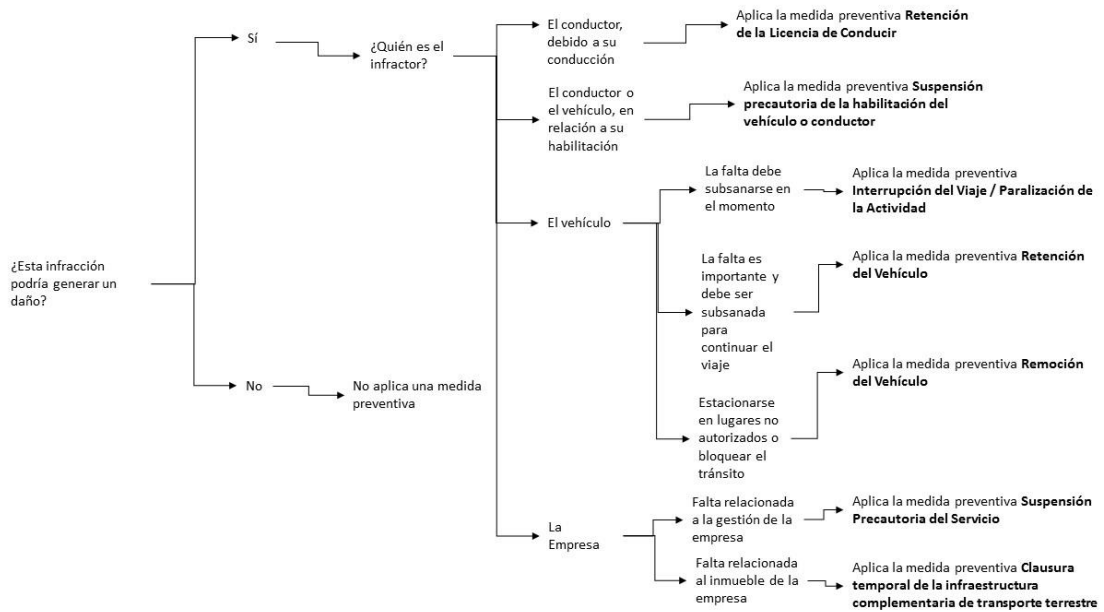 ¿Esta infracción
podría generar un
daño?
Sí
¿Quién es el
infractor?
El conductor,
debido a su
conducción
Aplica la medida preventiva Retención
de la Licencia de Conducir
El conductor o
el vehículo, en
relación a su
habilitación
Aplica la medida preventiva Suspensión
precautoria de la habilitación del
vehículo o conductor
El vehículo
La falta debe
subsanarse en
el momento
Aplica la medida preventiva
Interrupción del Viaje / Paralización de
la Actividad
La falta es
importante y
debe ser
subsanada
para
continuar el
viaje
Aplica la medida preventiva Retención
del Vehículo
Estacionarse
en lugares no
autorizados o
bloquear el
tránsito
Aplica la medida preventiva Remoción
del Vehículo
La
Empresa
Falta relacionada
a la gestión de la
empresa
Aplica la medida preventiva Suspensión
Precautoria del Servicio
Falta relacionada
al inmueble de la
empresa
Aplica la medida preventiva Clausura
temporal de la infraestructura
complementaria de transporte terrestre
No
No aplica una medida
preventiva